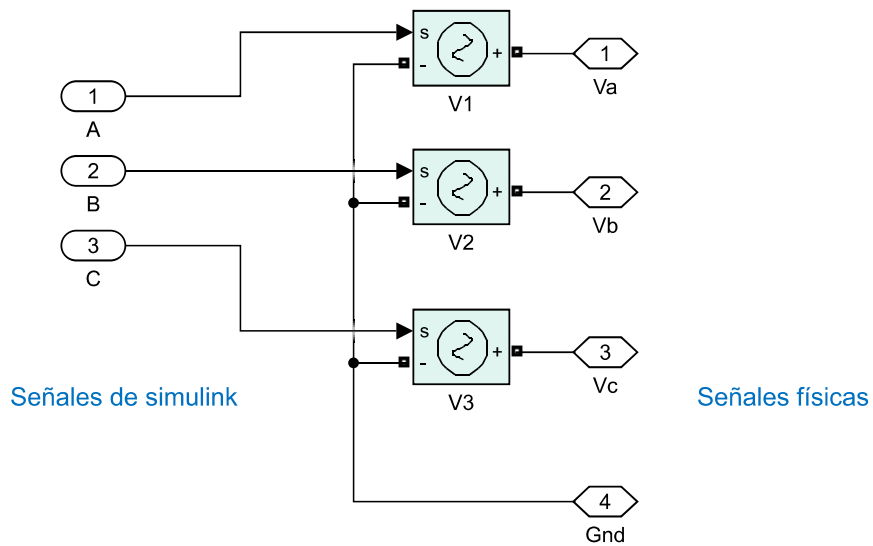 s
- +
V1
1
Va
1
A
2
B
s
- +
V2
2
Vb
3
C
s
- +
V3
3
Vc
Señales de simulink
Señales físicas
4
Gnd